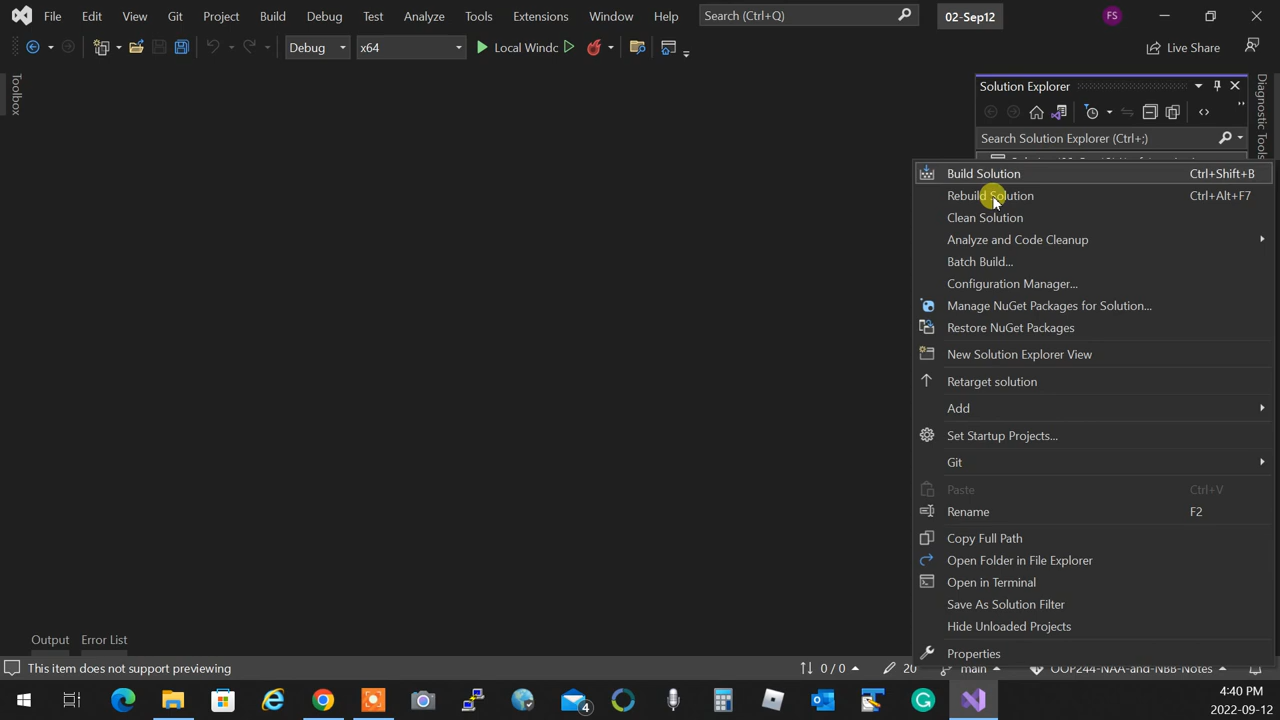 File Edit View Git Project Build Debug Test Analyze Tools Extensions Window Help Search (Ctrl+Q) 02-Sep12 FS
Debug x64 Local Windc Live Share
Toolbox
Solution Explorer
Search Solution Explorer (Ctrl+;)
Diagnostic Tools
Build Solution Ctrl+Shift+B
Rebuild Solution Ctrl+Alt+F7
Clean Solution
Analyze and Code Cleanup
Batch Build...
Configuration Manager...
Manage NuGet Packages for Solution...
Restore NuGet Packages
New Solution Explorer View
Retarget solution
Add
Set Startup Projects...
Git
Paste Ctrl+V
Rename F2
Copy Full Path
Open Folder in File Explorer
Open in Terminal
Save As Solution Filter
Hide Unloaded Projects
Properties
Output Error List
This item does not support previewing 0 / 0 20 main OOP244-NAA-and-NBB-Notes
4
4:40 PM
2022-09-12